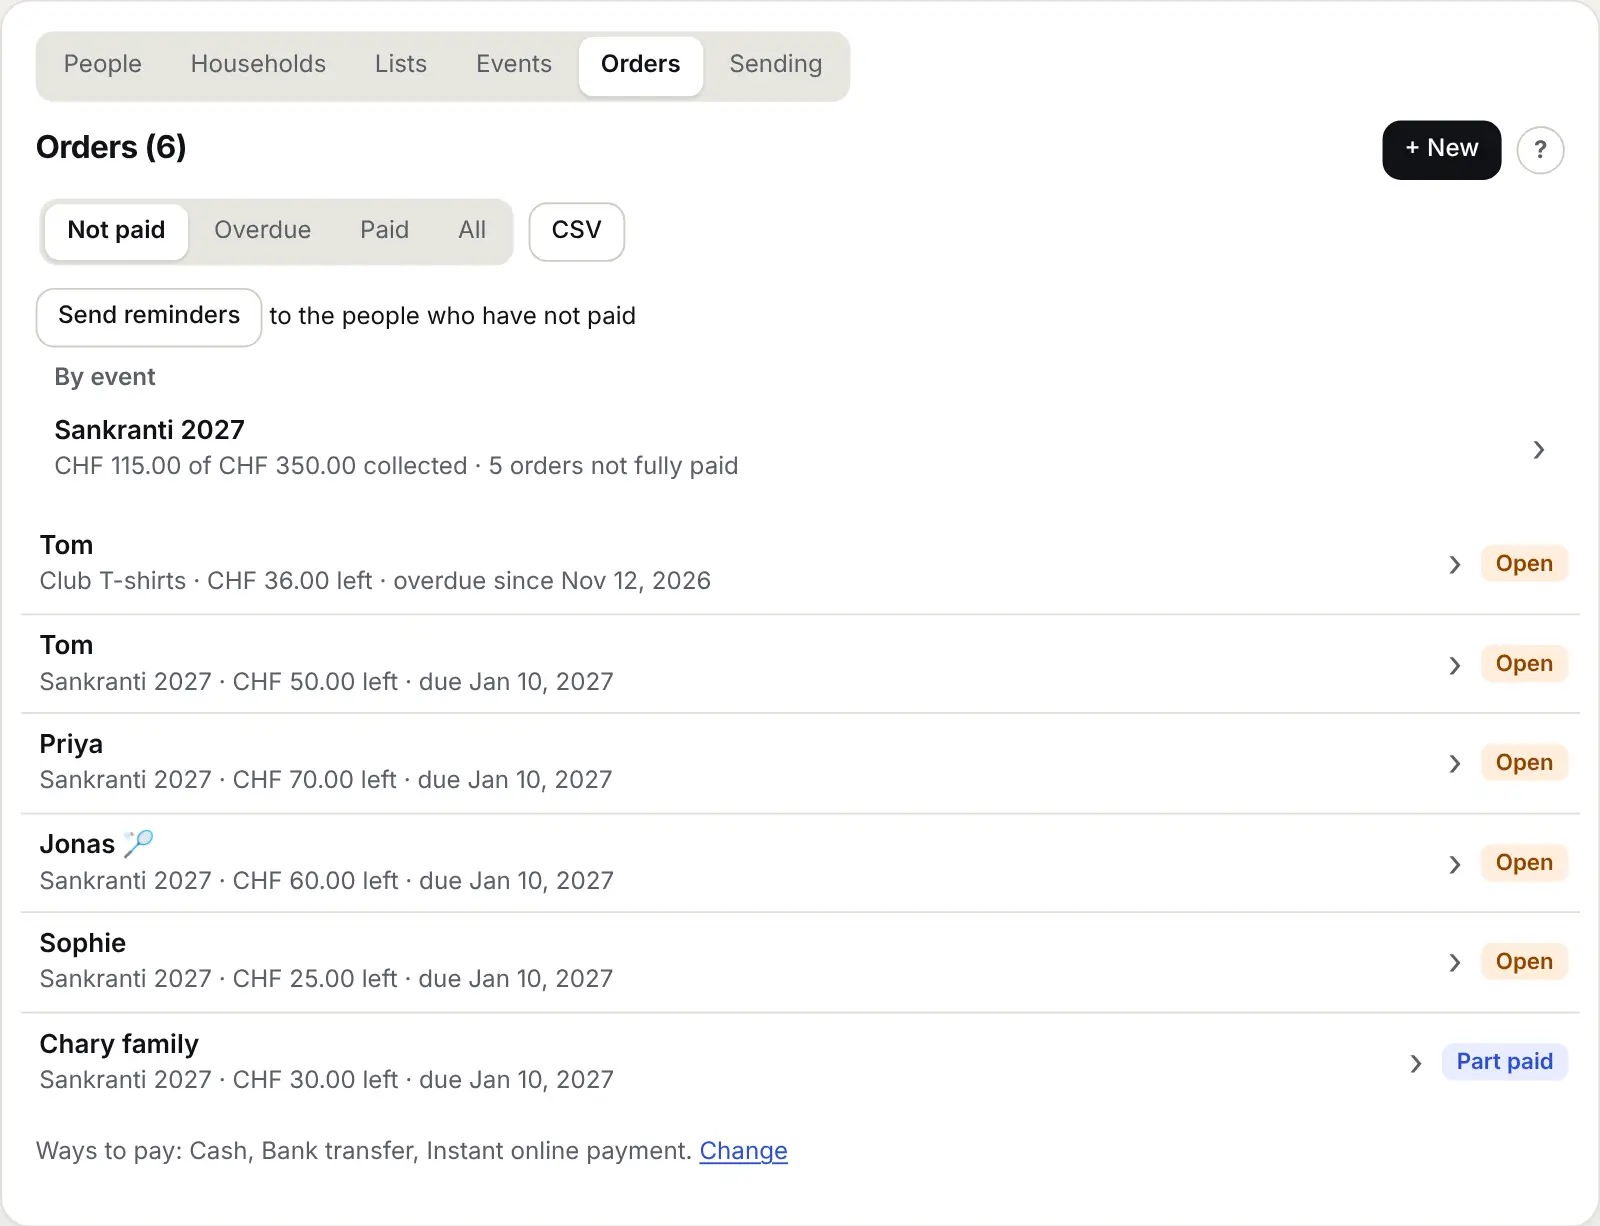 People Households Lists Events Orders Sending
Orders (6)
+ New ?
Not paid Overdue Paid All CSV
Send reminders to the people who have not paid
By event
Sankranti 2027
CHF 115.00 of CHF 350.00 collected · 5 orders not fully paid
Tom
Club T-shirts · CHF 36.00 left · overdue since Nov 12, 2026
Open
Tom
Sankranti 2027 · CHF 50.00 left · due Jan 10, 2027
Open
Priya
Sankranti 2027 · CHF 70.00 left · due Jan 10, 2027
Open
Jonas 🏸
Sankranti 2027 · CHF 60.00 left · due Jan 10, 2027
Open
Sophie
Sankranti 2027 · CHF 25.00 left · due Jan 10, 2027
Open
Chary family
Sankranti 2027 · CHF 30.00 left · due Jan 10, 2027
Part paid
Ways to pay: Cash, Bank transfer, Instant online payment. Change